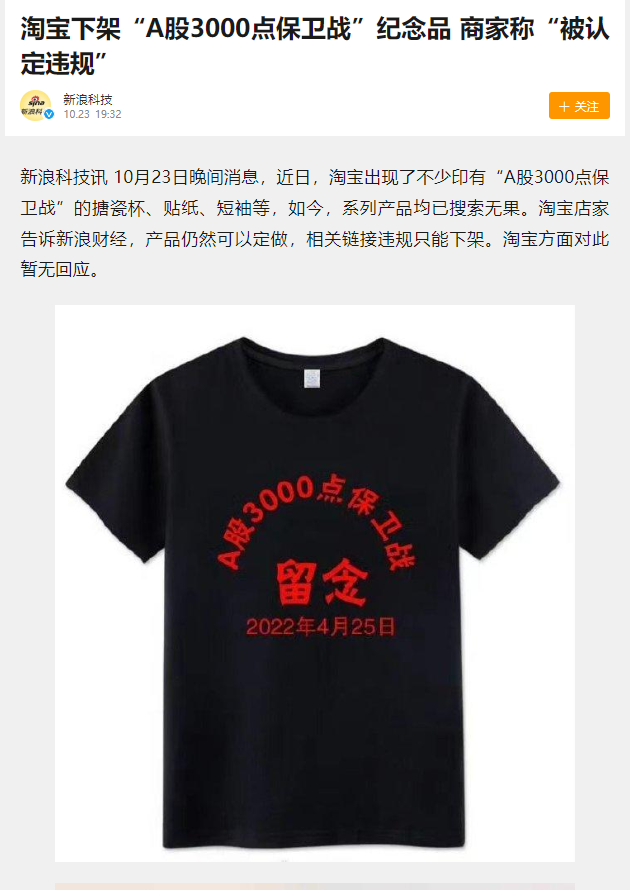 淘宝下架“A股3000点保卫战”纪念品 商家称“被认
定违规”
新浪科技
10.23 19:32
+ 关注
sina
新浪科技
新浪科技讯 10月23日晚间消息，近日，淘宝出现了不少印有“A股3000点保
卫战”的搪瓷杯、贴纸、短袖等，如今，系列产品均已搜索无果。淘宝店家
告诉新浪财经，产品仍然可以定做，相关链接违规只能下架。淘宝方面对此
暂无回应。
A股3000点保卫战
留念
2022年4月25日